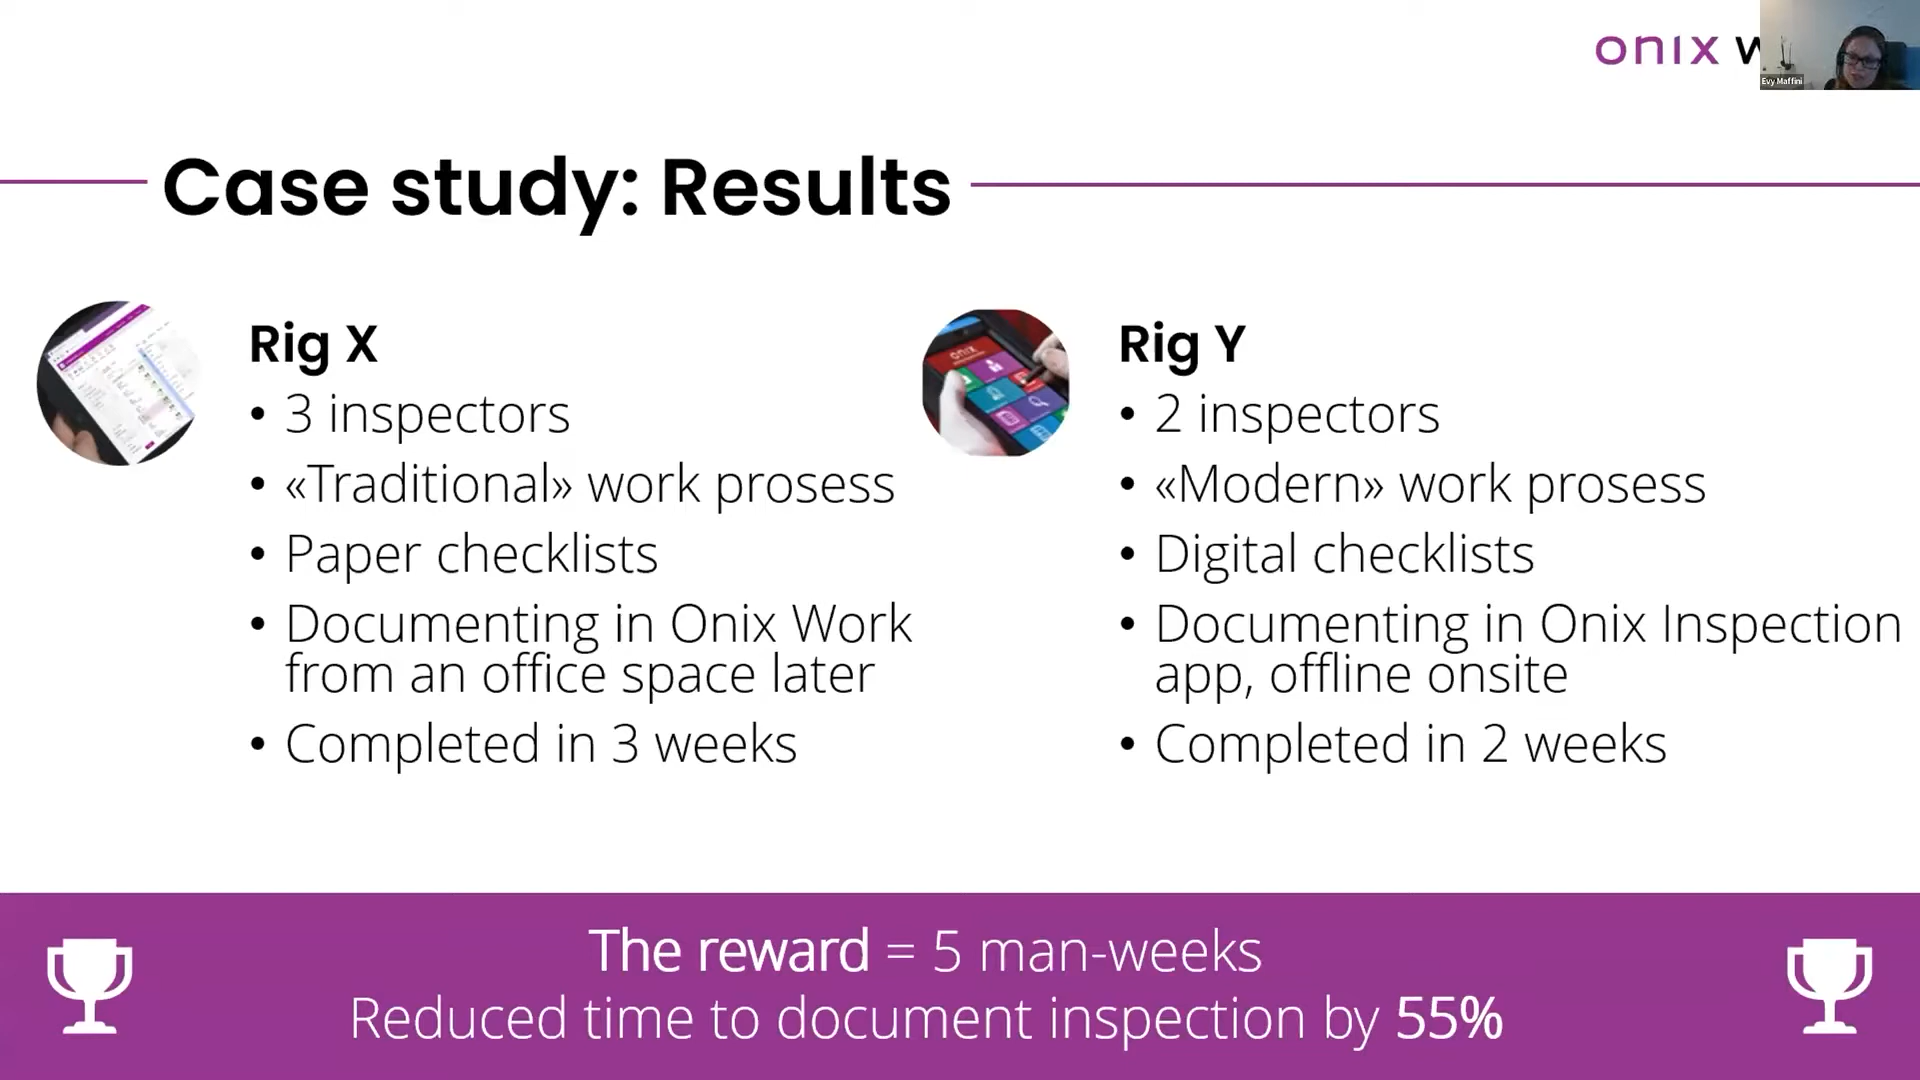 onix w
Evy Maffini
Case study: Results
Rig X
• 3 inspectors
• «Traditional» work prosess
• Paper checklists
• Documenting in Onix Work
from an office space later
• Completed in 3 weeks
onix
Rig Y
• 2 inspectors
• «Modern» work prosess
• Digital checklists
• Documenting in Onix Inspection
app, offline onsite
• Completed in 2 weeks
The reward = 5 man-weeks
Reduced time to document inspection by 55%